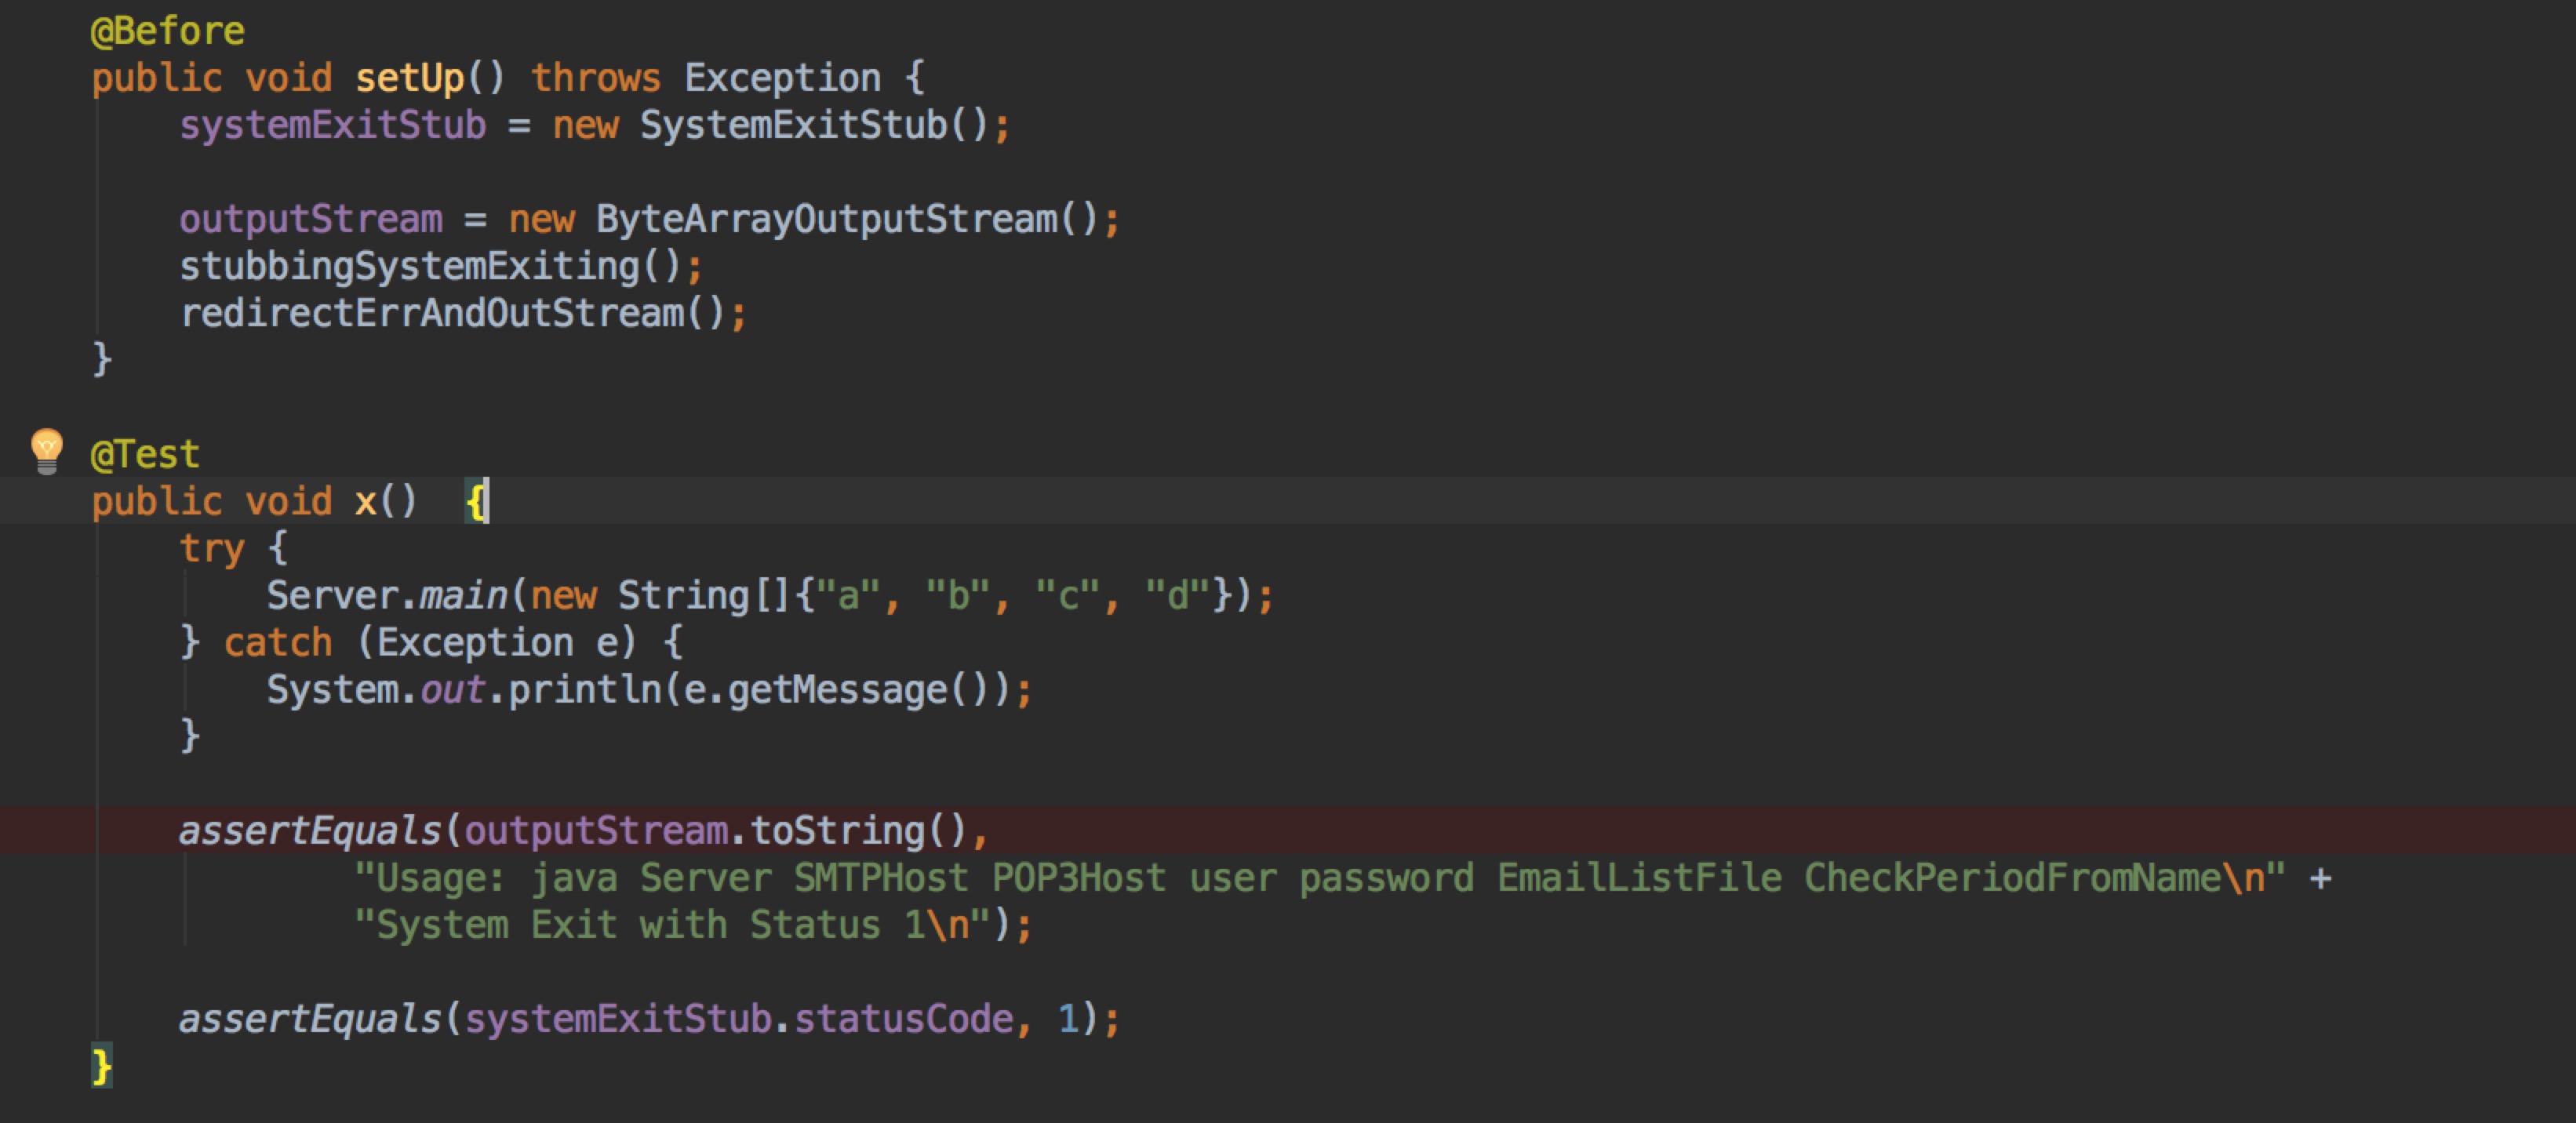 @Before
public void setUp() throws Exception {
systemExitStub = new SystemExitStub();
outputStream = new ByteArrayOutputStream();
stubbingSystemExiting();
redirectErrAndOutStream();
}
@Test
public void x()  {
try {
Server.main(new String[]{"a", "b", "c", "d"});
} catch (Exception e) {
System.out.println(e.getMessage());
}
assertEquals(outputStream.toString(),
"Usage: java Server SMTPHost POP3Host user password EmailListFile CheckPeriodFromName\n" +
"System Exit with Status 1\n");
assertEquals(systemExitStub.statusCode, 1);
}